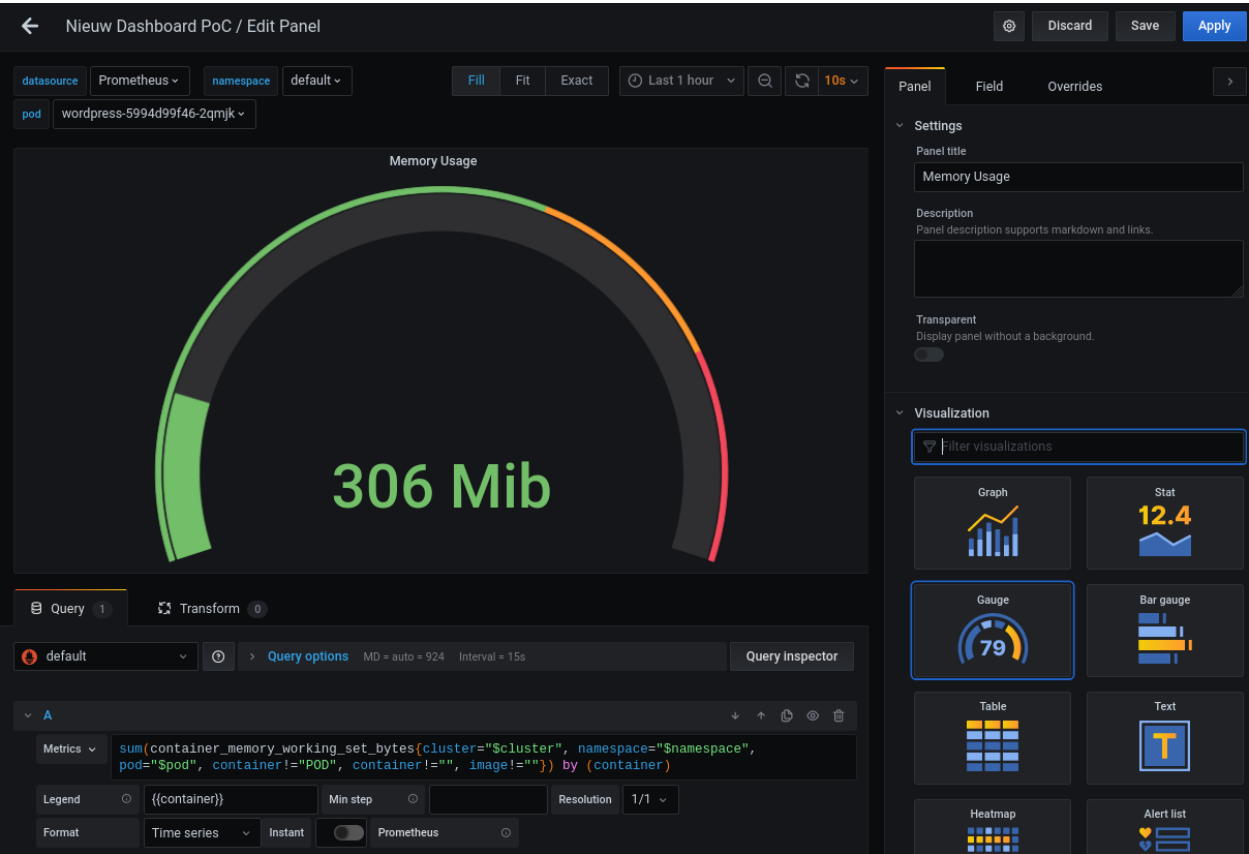 Nieuw Dashboard PoC / Edit Panel
Discard Save Apply
datasource Prometheus namespace default Fill Fit Exact Last 1 hour 10s
pod wordpress-5994d99f46-2qmjk
Memory Usage
306 Mib
Query 1 Transform 0
default Query options MD = auto = 924 Interval = 15s Query inspector
A
Metrics sum(container_memory_working_set_bytes{cluster="$cluster", namespace="$namespace",
pod="$pod", container!="POD", container!="", image!=""}) by (container)
Legend {{container}} Min step Resolution 1/1
Format Time series Instant Prometheus
Panel Field Overrides
Settings
Panel title
Memory Usage
Description
Panel description supports markdown and links.
Transparent
Display panel without a background.
Visualization
Filter visualizations
Graph Stat
12.4
Gauge Bar gauge
79
Table Text
T
Heatmap Alert list